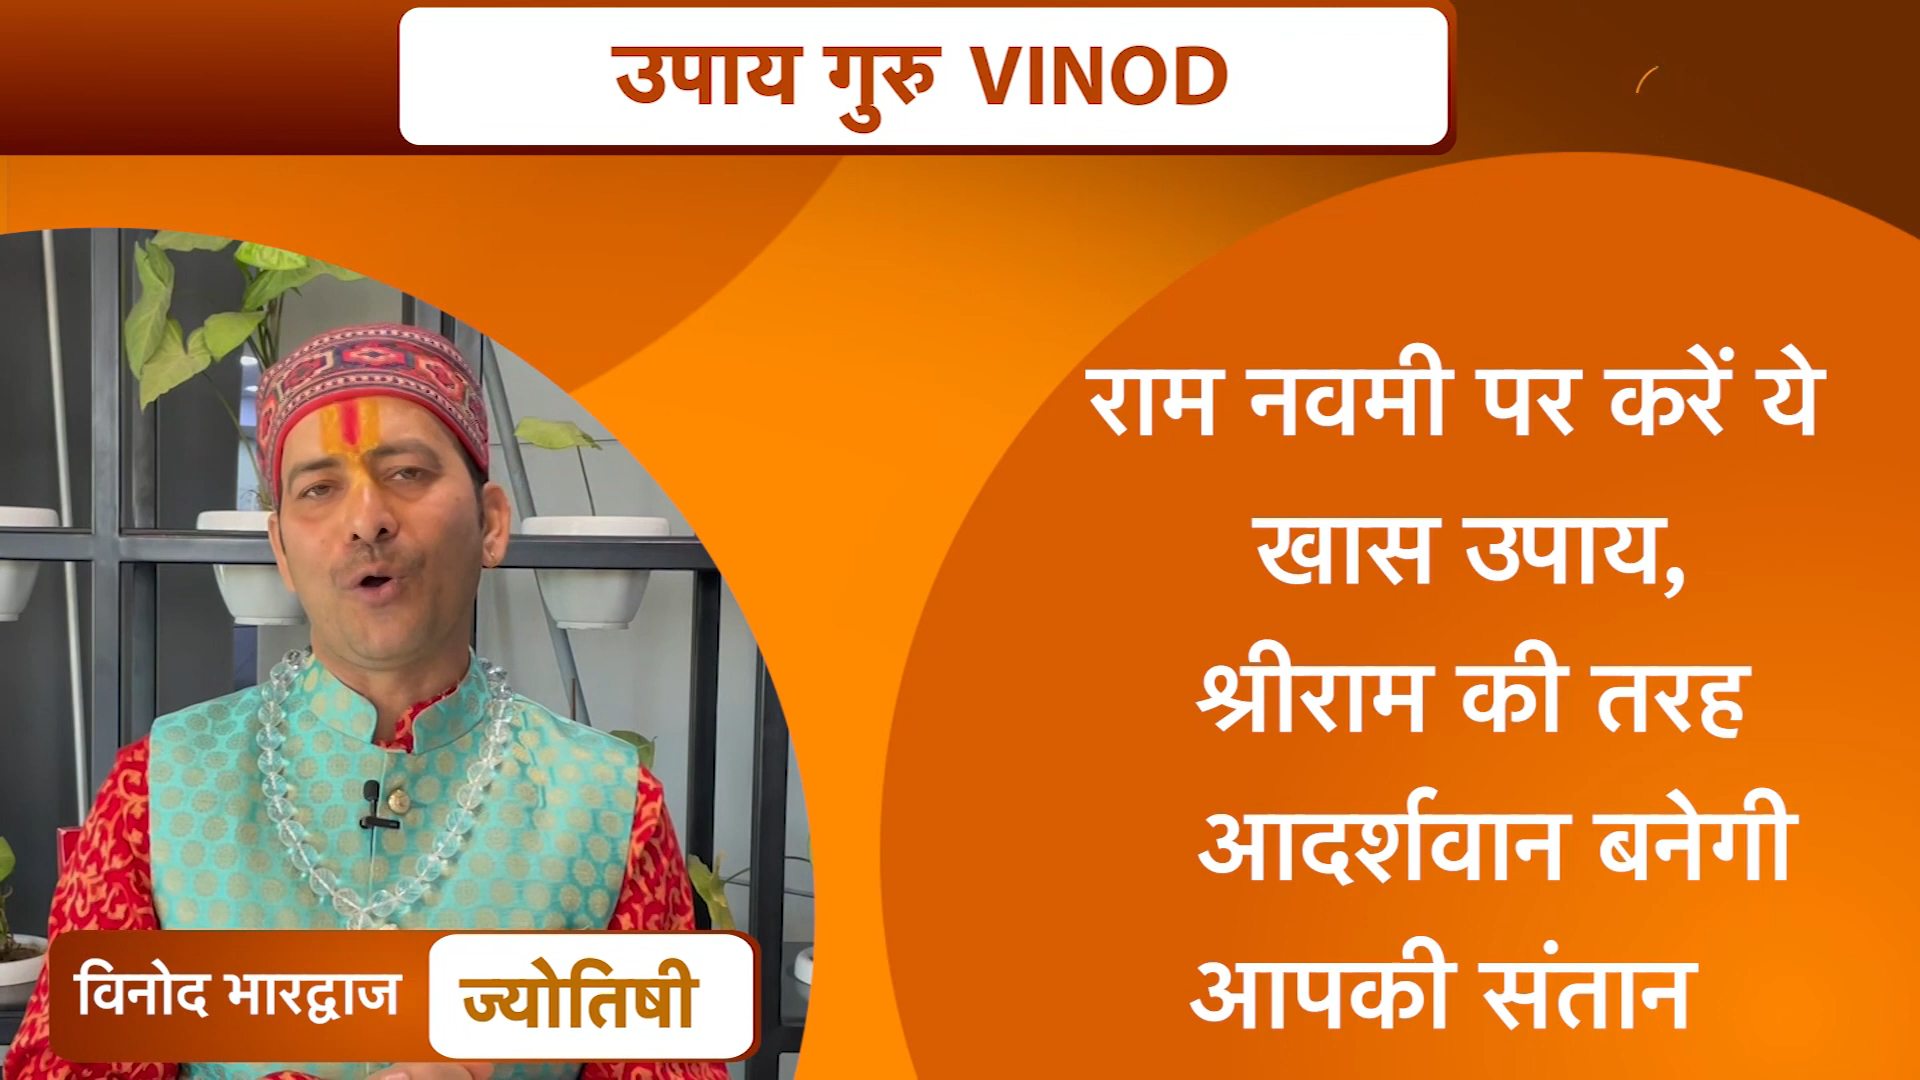 उपाय गुरु VINOD
राम नवमी पर करें ये
खास उपाय,
श्रीराम की तरह
आदर्शवान बनेगी
आपकी संतान
विनोद भारद्वाज
ज्योतिषी